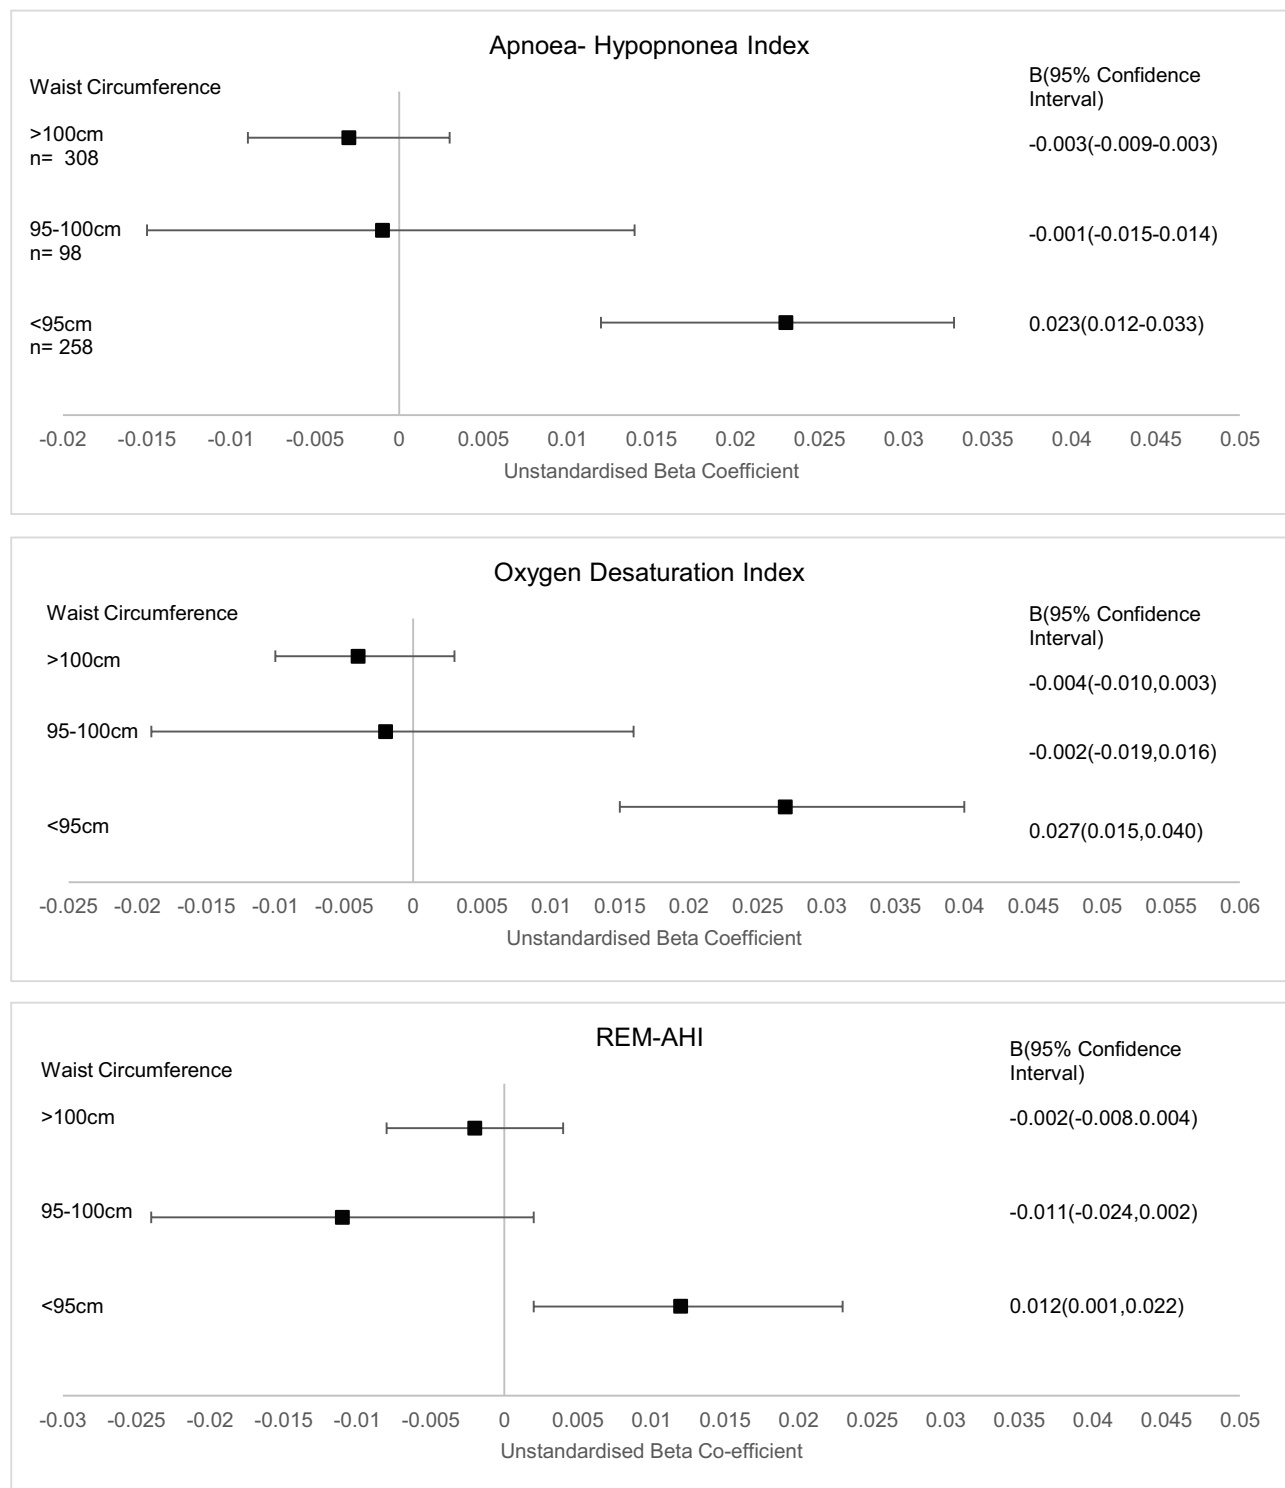 Apnoea- Hypopnonea Index
Waist Circumference
B(95% Confidence
Interval)
>100cm
n=  308
-0.003(-0.009-0.003)
95-100cm
n= 98
-0.001(-0.015-0.014)
<95cm
n= 258
0.023(0.012-0.033)
-0.02 -0.015 -0.01 -0.005 0 0.005 0.01 0.015 0.02 0.025 0.03 0.035 0.04 0.045 0.05
Unstandardised Beta Coefficient
Oxygen Desaturation Index
Waist Circumference
B(95% Confidence
Interval)
>100cm
-0.004(-0.010,0.003)
95-100cm
-0.002(-0.019,0.016)
<95cm
0.027(0.015,0.040)
-0.025 -0.02 -0.015 -0.01 -0.005 0 0.005 0.01 0.015 0.02 0.025 0.03 0.035 0.04 0.045 0.05 0.055 0.06
Unstandardised Beta Coefficient
REM-AHI
Waist Circumference
B(95% Confidence
Interval)
>100cm
-0.002(-0.008.0.004)
95-100cm
-0.011(-0.024,0.002)
<95cm
0.012(0.001,0.022)
-0.03 -0.025 -0.02 -0.015 -0.01 -0.005 0 0.005 0.01 0.015 0.02 0.025 0.03 0.035 0.04 0.045 0.05
Unstandardised Beta Co-efficient